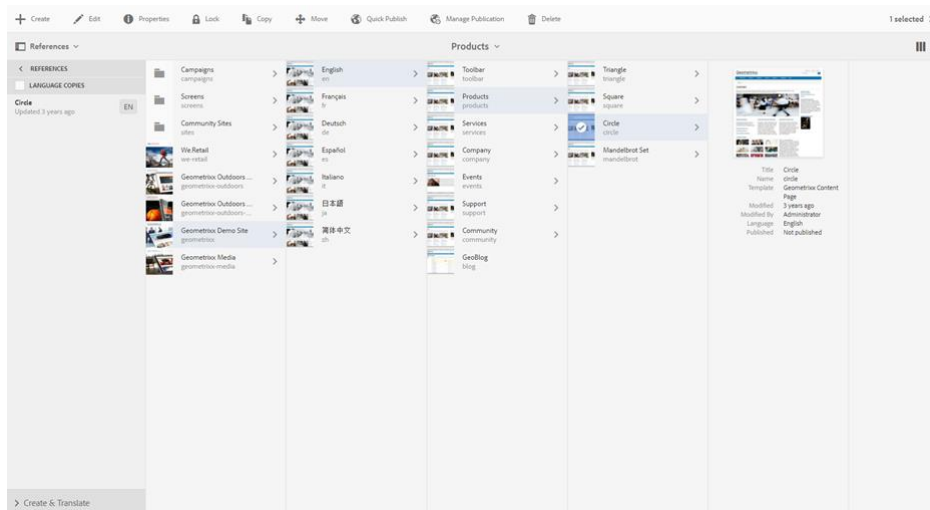 Create Edit Properties Lock Copy Move Quick Publish Manage Publication Delete 1 selected
References Products
REFERENCES
LANGUAGE COPIES
Circle
Updated 3 years ago
EN
Campaigns
campaigns
Screens
screens
Community Sites
sites
We.Retail
we-retail
Geometrixx Outdoors ...
geometrixx-outdoors
Geometrixx Outdoors ...
geometrixx-outdoors-...
Geometrixx Demo Site
geometrixx
Geometrixx Media
geometrixx-media
English
en
Français
fr
Deutsch
de
Español
es
Italiano
it
日本語
ja
简体中文
zh
Toolbar
toolbar
Products
products
Services
services
Company
company
Events
events
Support
support
Community
community
GeoBlog
blog
Triangle
triangle
Square
square
Circle
circle
Mandelbrot Set
mandelbrot
Title Circle
Name circle
Template Geometrixx Content
Page
Modified 3 years ago
Modified By Administrator
Language English
Published Not published
Create & Translate